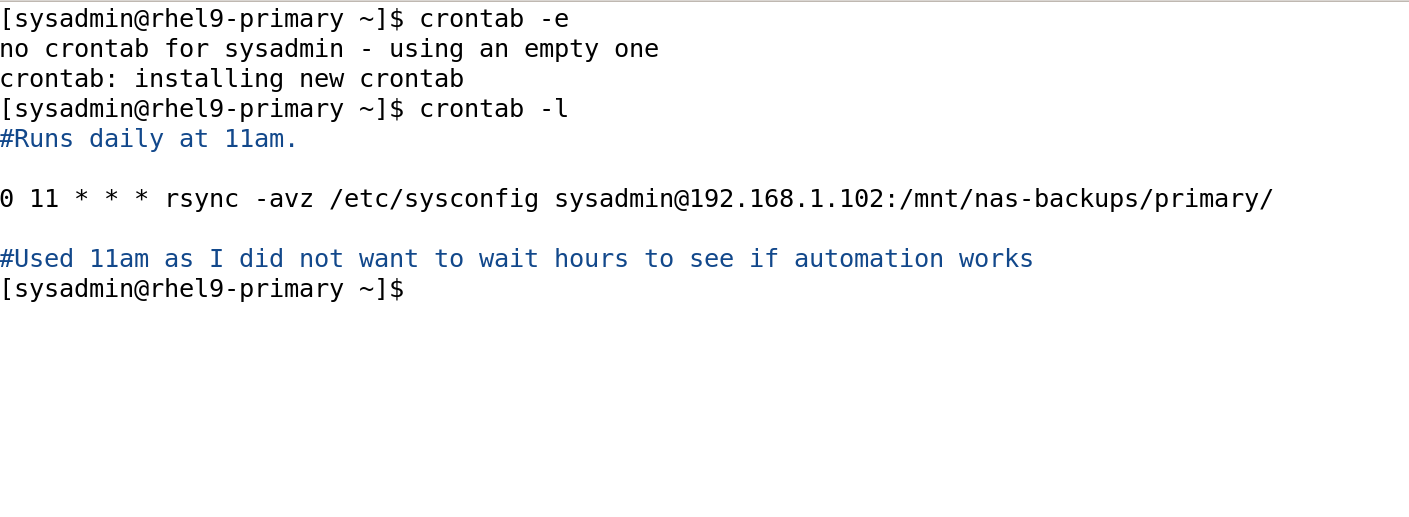 [sysadmin@rhel9-primary ~]$ crontab -e
no crontab for sysadmin - using an empty one
crontab: installing new crontab
[sysadmin@rhel9-primary ~]$ crontab -l
#Runs daily at 11am.
0 11 * * * rsync -avz /etc/sysconfig sysadmin@192.168.1.102:/mnt/nas-backups/primary/
#Used 11am as I did not want to wait hours to see if automation works
[sysadmin@rhel9-primary ~]$